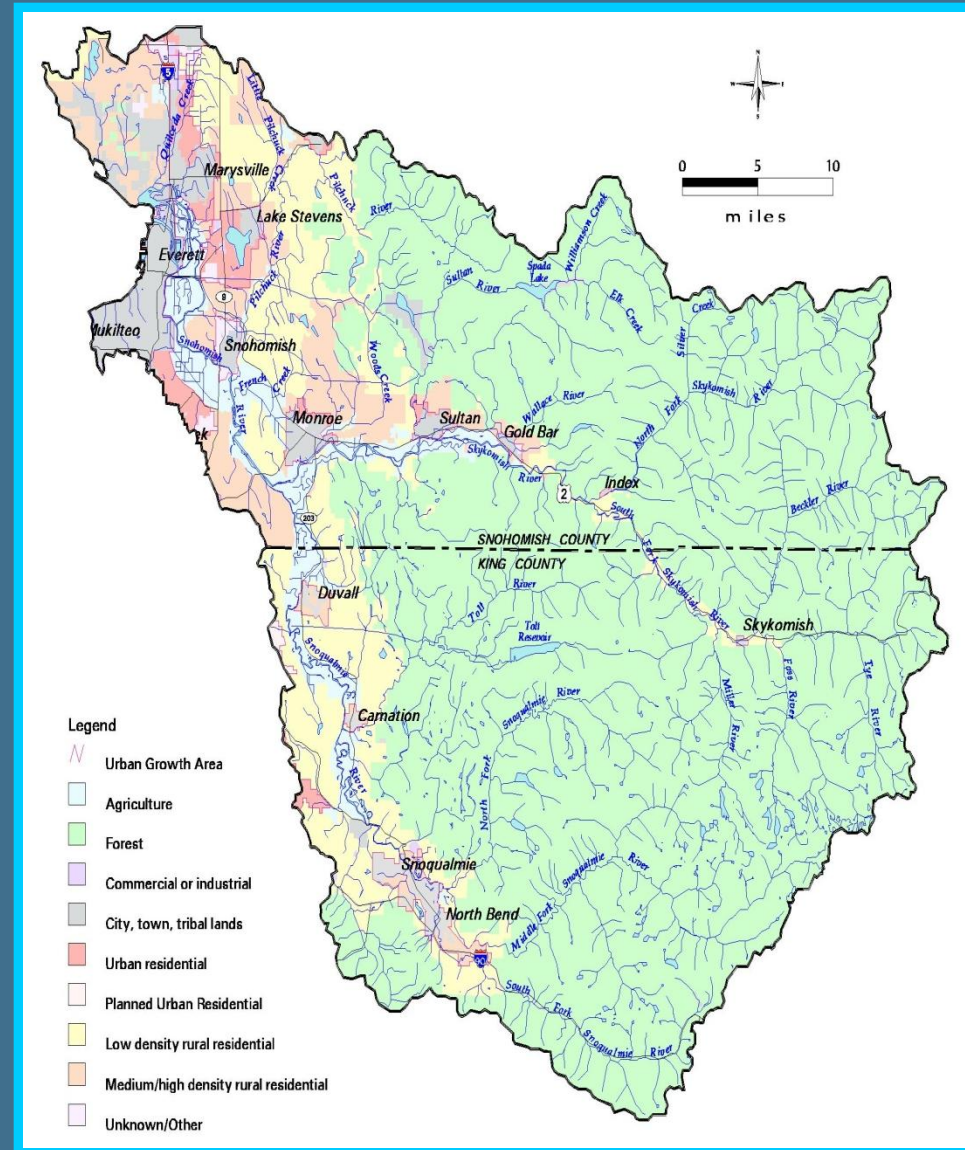 N
W
E
S
0
5
10
miles
5
Quilceda Creek
Little
Pilchuck
Creek
Marysville
Pilchuck
River
Lake Stevens
Williamson Creek
Sultan
River
Spada
Lake
Everett
Pilchuck River
Elk Creek
Silver
Creek
9
Mukilteo
Snohomish
River
Snohomish
French
Creek
Woods Creek
Skykomish
River
Wallace
River
Monroe
Sultan
Gold Bar
North
Fork
Skykomish
River
Index
2
South
Fork
Skykomish
River
Beckler River
203
SNOHOMISH COUNTY
KING COUNTY
Duvall
Tolt
River
Skykomish
Tolt
Reservoir
Foss
River
Tye
River
Miller
River
Snoqualmie
River
Snoqualmie
River
Carnation
North
Fork
Legend
Urban Growth Area
Agriculture
Forest
Commercial or industrial
City, town, tribal lands
Urban residential
Planned Urban Residential
Low density rural residential
Medium/high density rural residential
Unknown/Other
Snoqualmie
North Bend
Middle Fork
Snoqualmie
River
90
South
Fork
Snoqualmie
River